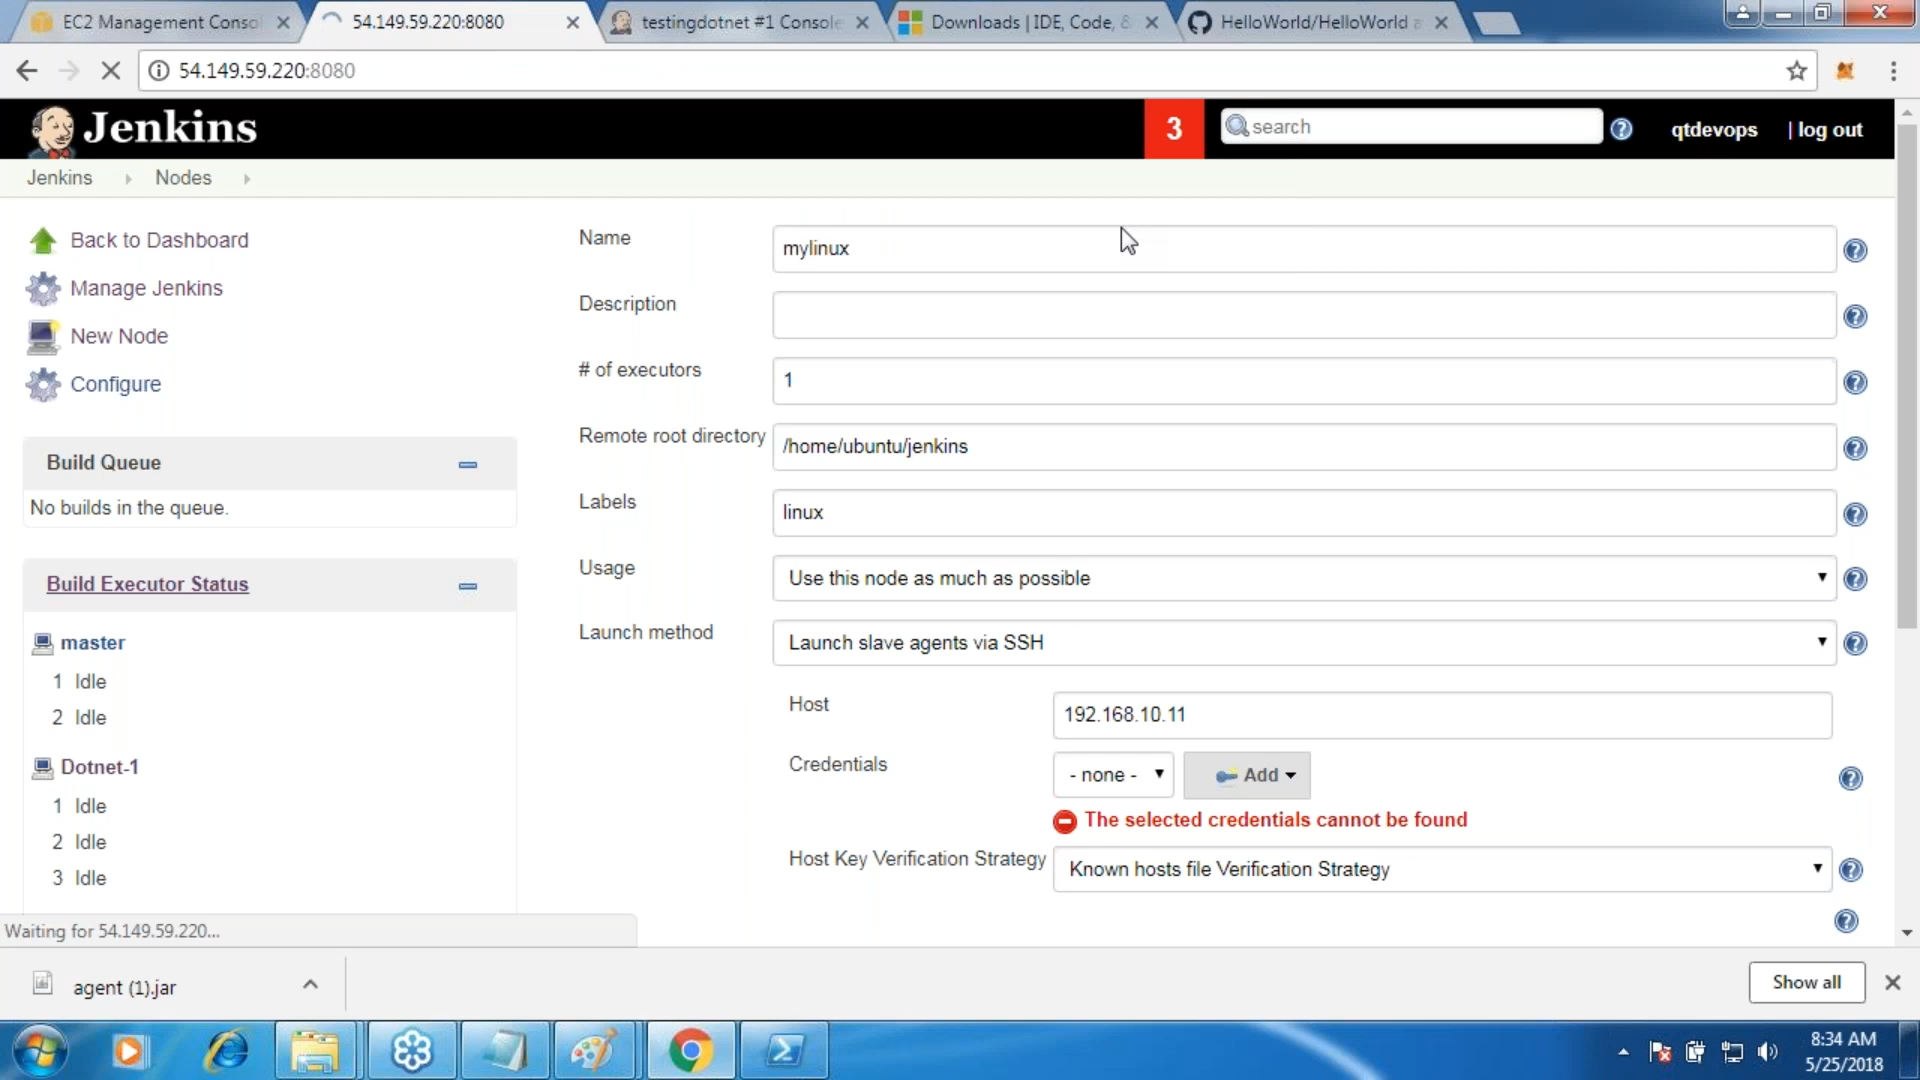 EC2 Management Consol
54.149.59.220:8080
testingdotnet #1 Console
Downloads | IDE, Code, &
HelloWorld/HelloWorld a
54.149.59.220:8080
Jenkins
3
search
qtdevops
| log out
Jenkins
Nodes
Back to Dashboard
Manage Jenkins
New Node
Configure
Build Queue
No builds in the queue.
Build Executor Status
master
1 Idle
2 Idle
Dotnet-1
1 Idle
2 Idle
3 Idle
Name
mylinux
Description
# of executors
1
Remote root directory
/home/ubuntu/jenkins
Labels
linux
Usage
Use this node as much as possible
Launch method
Launch slave agents via SSH
Host
192.168.10.11
Credentials
- none -
Add
The selected credentials cannot be found
Host Key Verification Strategy
Known hosts file Verification Strategy
Waiting for 54.149.59.220...
agent (1).jar
Show all
8:34 AM
5/25/2018